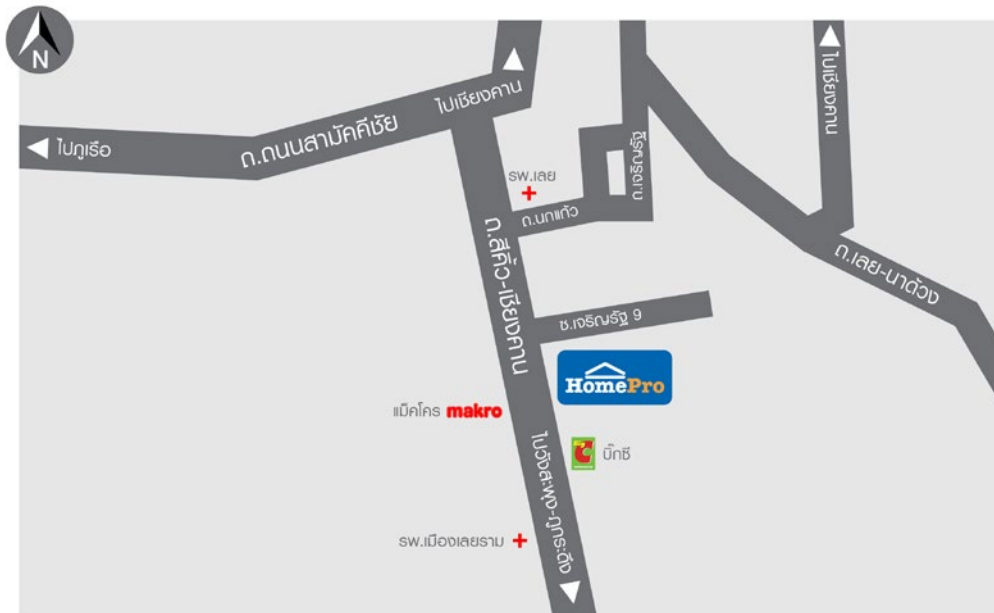 N
ไปภูเรือ
ถ.ถนนสามัคคีชัย
ไปเชียงคาน
ไปเชียงคาน
รพ.เลย
ถ.นกแก้ว
ถ.เจริญรัฐ
ถ.สีคิ้ว-เชียงคาน
ถ.เลย-นาด้วง
ซ.เจริญรัฐ 9
HomePro
แม็คโคร makro
บิ๊กซี
ไปวังสะพุง-ภูกระดึง
รพ.เมืองเลยราม